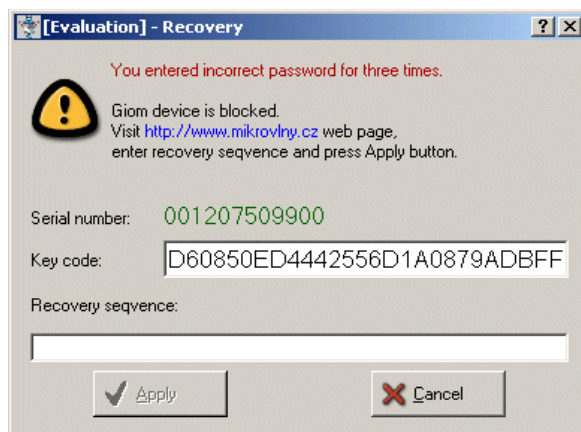 [Evaluation] - Recovery
You entered incorrect password for three times.
Giom device is blocked.
Visit http://www.mikrovlny.cz web page,
enter recovery seqvence and press Apply button.
Serial number: 001207509900
Key code: D60850ED4442556D1A0879ADBFF
Recovery seqvence:
Apply Cancel